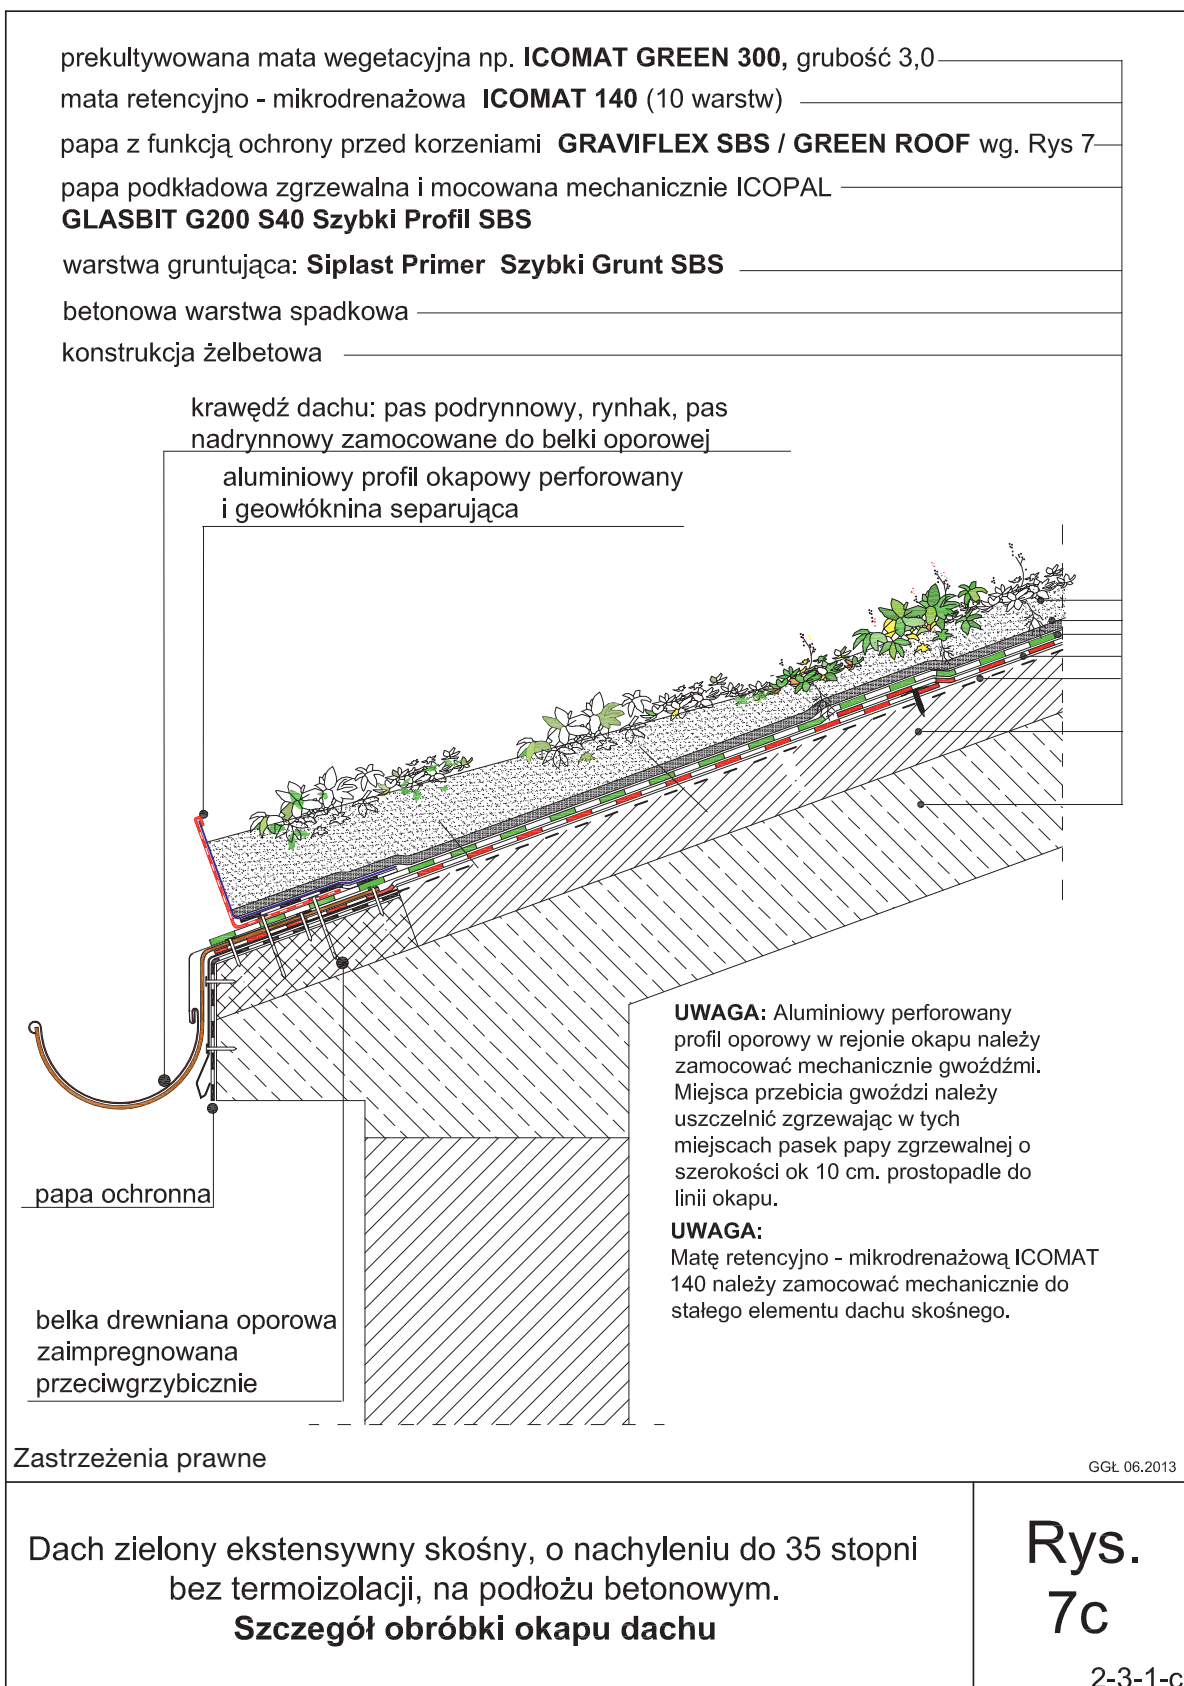 prekultywowana mata wegetacyjna np. ICOMAT GREEN 300, grubość 3,0
mata retencyjno - mikrodrenażowa ICOMAT 140 (10 warstw)
papa z funkcją ochrony przed korzeniami GRAVIFLEX SBS / GREEN ROOF wg. Rys 7
papa podkładowa zgrzewalna i mocowana mechanicznie ICOPAL
GLASBIT G200 S40 Szybki Profil SBS
warstwa gruntująca: Siplast Primer Szybki Grunt SBS
betonowa warstwa spadkowa
konstrukcja żelbetowa
krawędź dachu: pas podrynnowy, rynhak, pas
nadrynnowy zamocowane do belki oporowej
aluminiowy profil okapowy perforowany
i geowłóknina separująca
UWAGA: Aluminiowy perforowany
profil oporowy w rejonie okapu należy
zamocować mechanicznie gwoźdźmi.
Miejsca przebicia gwoździ należy
uszczelnić zgrzewając w tych
miejscach pasek papy zgrzewalnej o
szerokości ok 10 cm. prostopadle do
linii okapu.
UWAGA:
Matę retencyjno - mikrodrenażową ICOMAT
140 należy zamocować mechanicznie do
stałego elementu dachu skośnego.
papa ochronna
belka drewniana oporowa
zaimpregnowana
przeciwgrzybicznie
Zastrzeżenia prawne
GGŁ 06.2013
Dach zielony ekstensywny skośny, o nachyleniu do 35 stopni
bez termoizolacji, na podłożu betonowym.
Szczegół obróbki okapu dachu
Rys.
7c
2-3-1-c